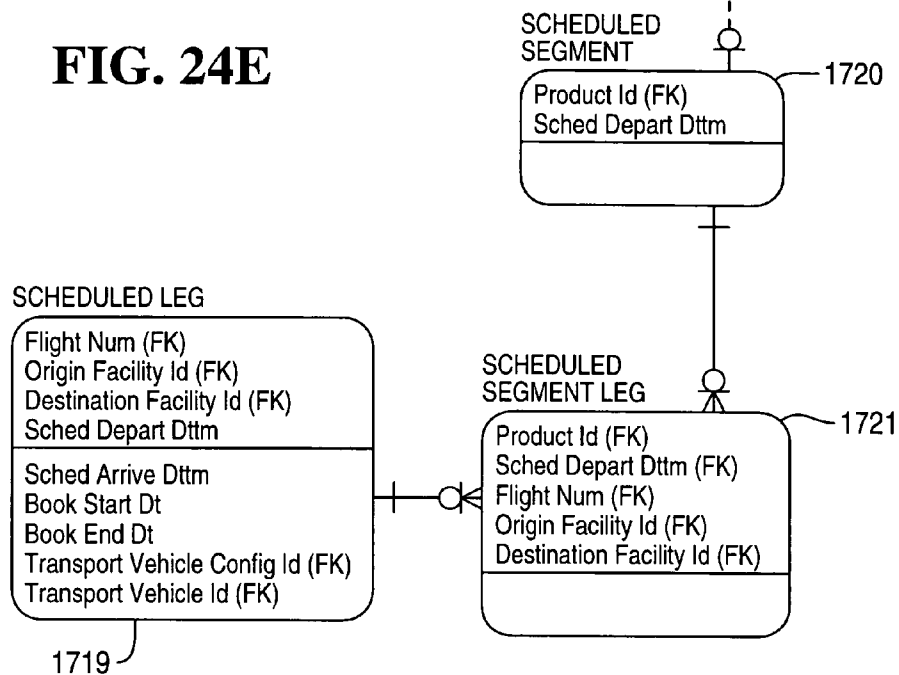 FIG. 24E
SCHEDULED
SEGMENT
1720
Product Id (FK)
Sched Depart Dttm
SCHEDULED LEG
Flight Num (FK)
Origin Facility Id (FK)
Destination Facility Id (FK)
Sched Depart Dttm
Sched Arrive Dttm
Book Start Dt
Book End Dt
Transport Vehicle Config Id (FK)
Transport Vehicle Id (FK)
1719
SCHEDULED
SEGMENT LEG
1721
Product Id (FK)
Sched Depart Dttm (FK)
Flight Num (FK)
Origin Facility Id (FK)
Destination Facility Id (FK)